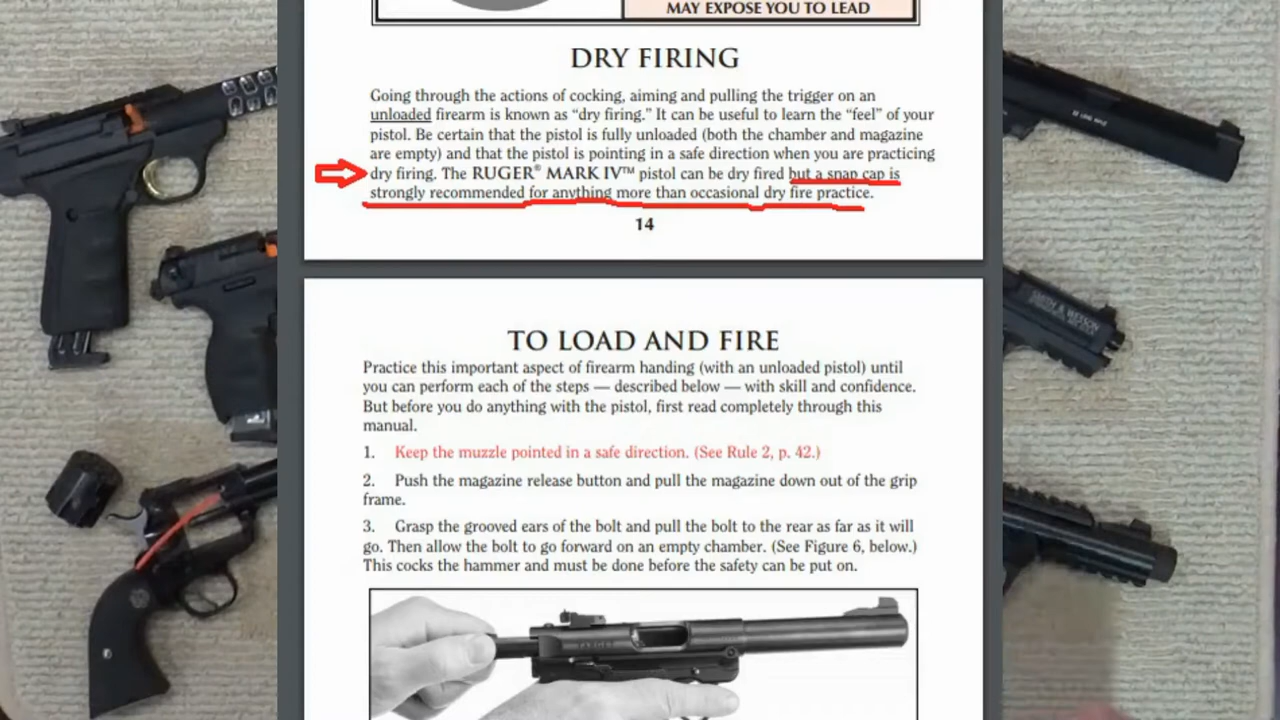 MAY EXPOSE YOU TO LEAD
DRY FIRING
Going through the actions of cocking, aiming and pulling the trigger on an
unloaded firearm is known as “dry firing.” It can be useful to learn the “feel” of your
pistol. Be certain that the pistol is fully unloaded (both the chamber and magazine
are empty) and that the pistol is pointing in a safe direction when you are practicing
dry firing. The RUGER® MARK IV™ pistol can be dry fired but a snap cap is
strongly recommended for anything more than occasional dry fire practice.
14
TO LOAD AND FIRE
Practice this important aspect of firearm handing (with an unloaded pistol) until
you can perform each of the steps — described below — with skill and confidence.
But before you do anything with the pistol, first read completely through this
manual.
1. Keep the muzzle pointed in a safe direction. (See Rule 2, p. 42.)
2. Push the magazine release button and pull the magazine down out of the grip
frame.
3. Grasp the grooved ears of the bolt and pull the bolt to the rear as far as it will
go. Then allow the bolt to go forward on an empty chamber. (See Figure 6, below.)
This cocks the hammer and must be done before the safety can be put on.
TARGET
SMITH & WESSON